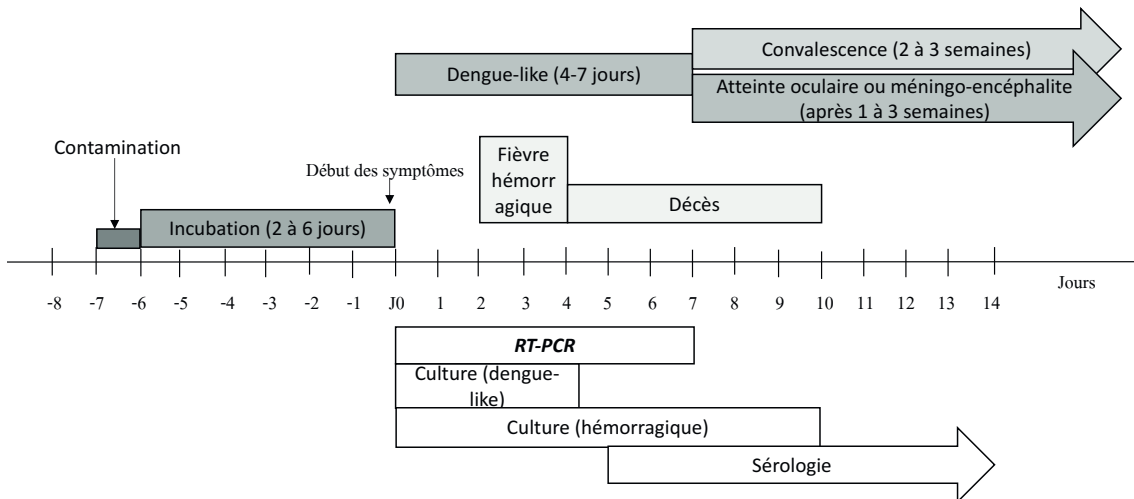 Convalescence (2 à 3 semaines)
Dengue-like (4-7 jours)
Atteinte oculaire ou méningo-encéphalite
(après 1 à 3 semaines)
Contamination
Début des symptômes
Fièvre
hémorr
agique
Décès
Incubation (2 à 6 jours)
-8 -7 -6 -5 -4 -3 -2 -1 J0 1 2 3 4 5 6 7 8 9 10 11 12 13 14
Jours
RT-PCR
Culture (dengue-
like)
Culture (hémorragique)
Sérologie